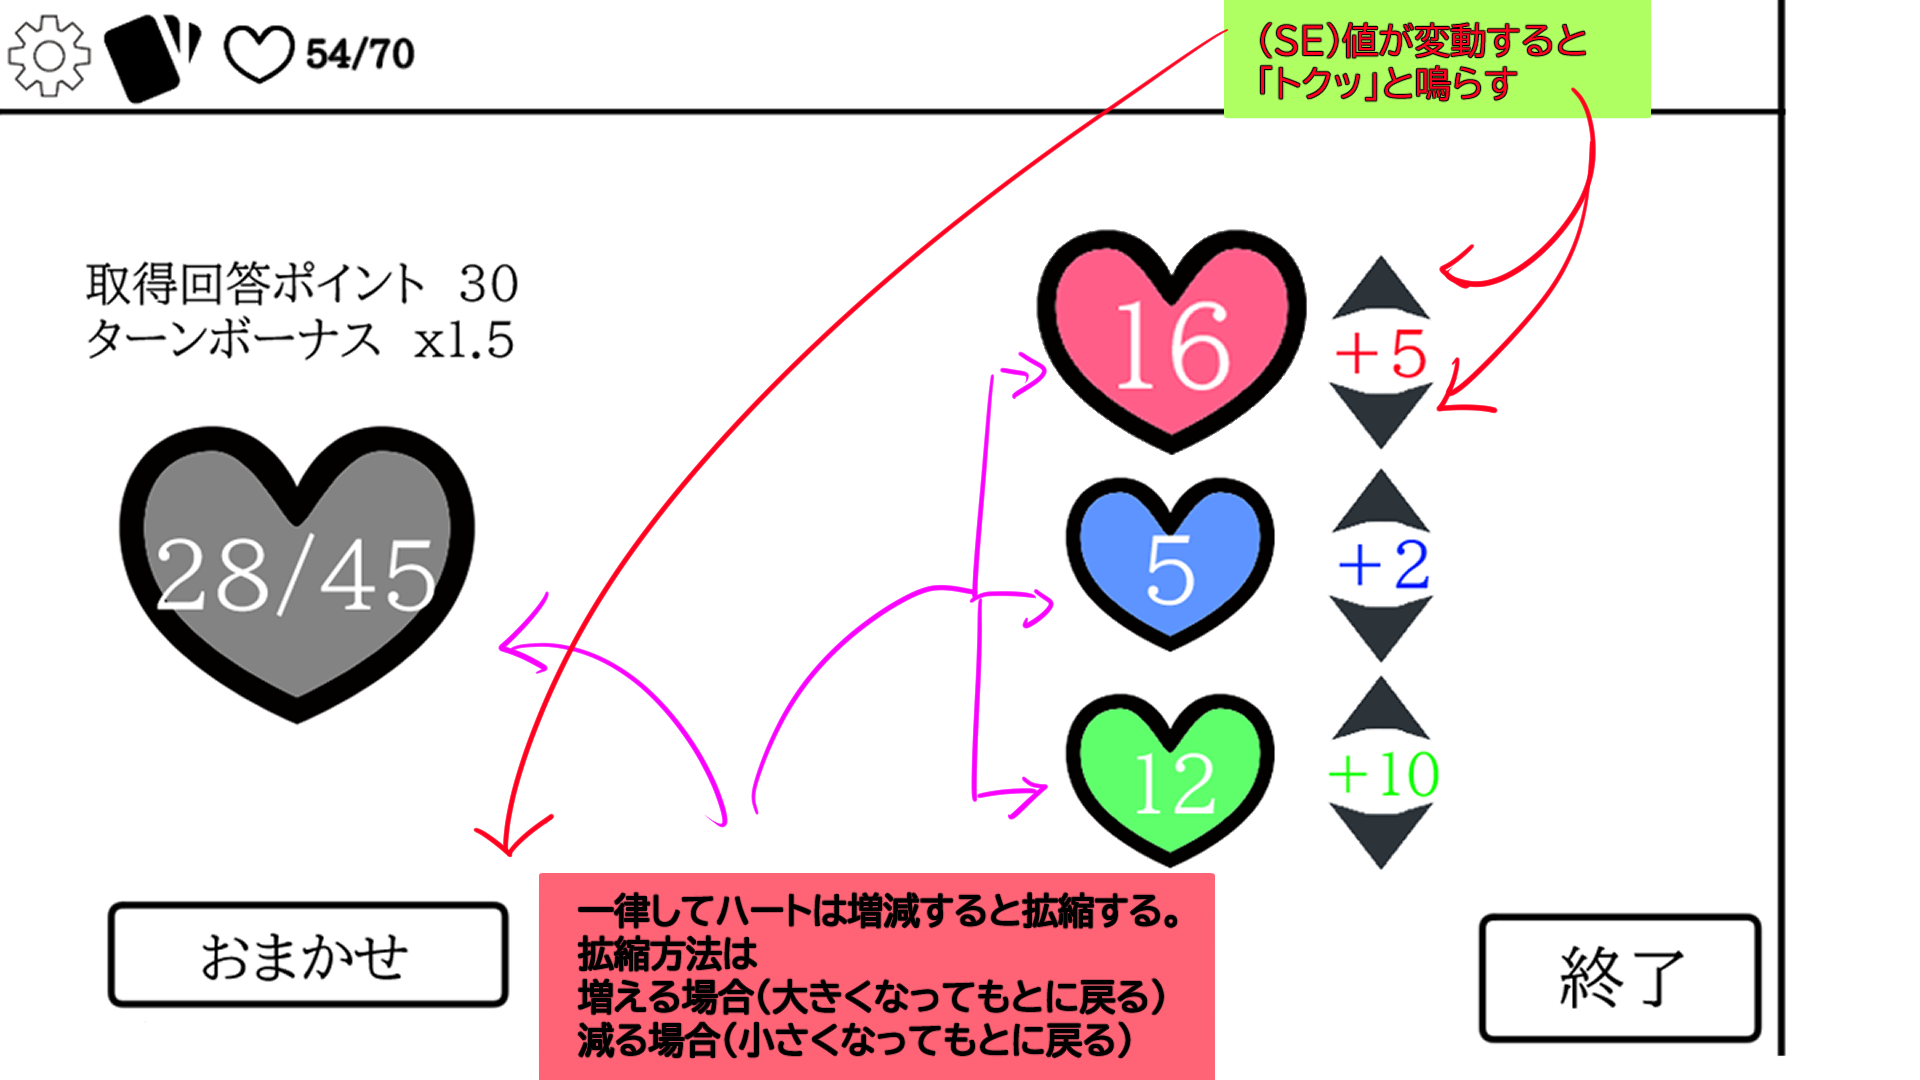 54/70
(SE)値が変動すると
「トクッ」と鳴らす
取得回答ポイント 30
ターンボーナス x1.5
28/45
16
+5
5
+2
12
+10
おまかせ
一律してハートは増減すると拡縮する。
拡縮方法は
増える場合(大きくなってもとに戻る)
減る場合(小さくなってもとに戻る)
終了